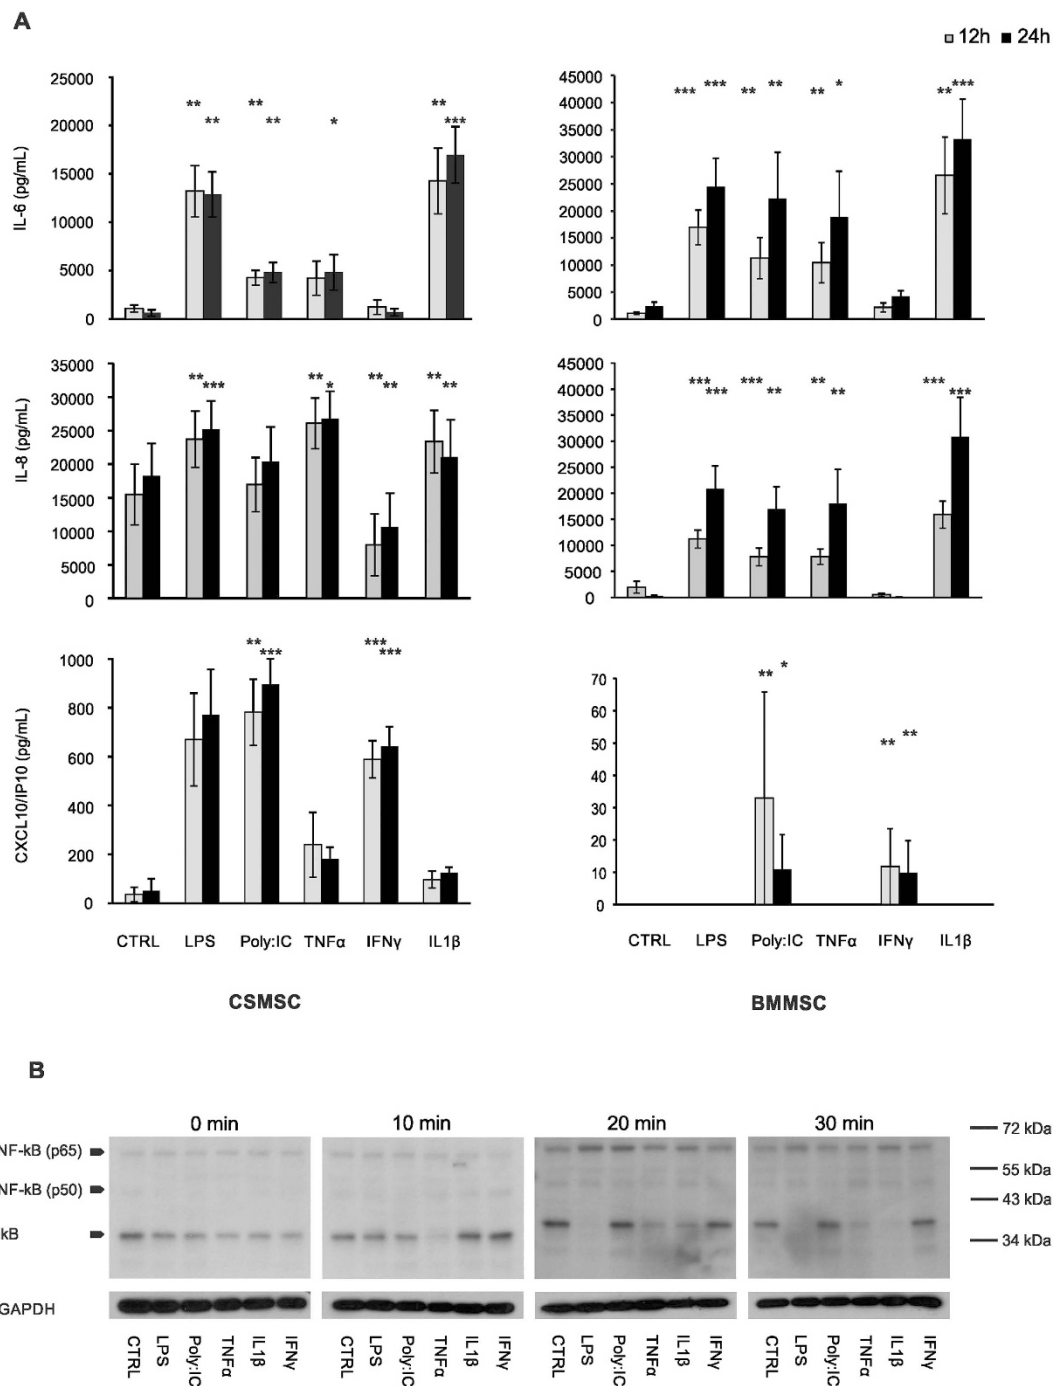 A
12h 24h
IL-6 (pg/mL)
25000
20000
15000
10000
5000
0
** ** ** ** * ** ***
45000
40000
35000
30000
25000
20000
15000
10000
5000
0
*** *** ** ** ** * ** ***
IL-8 (pg/mL)
35000
30000
25000
20000
15000
10000
5000
0
** *** ** * ** ** ** **
45000
40000
35000
30000
25000
20000
15000
10000
5000
0
*** *** *** ** ** ** *** ***
CXCL10/IP10 (pg/mL)
1000
800
600
400
200
0
** *** *** ***
70
60
50
40
30
20
10
0
** * ** **
CTRL LPS Poly:IC TNFα IFNγ IL1β
CTRL LPS Poly:IC TNFα IFNγ IL1β
CSMSC
BMMSC
B
0 min 10 min 20 min 30 min
NF-kB (p65)
NF-kB (p50)
kB
GAPDH
72 kDa
55 kDa
43 kDa
34 kDa
CTRL LPS Poly:IC TNFα IL1β IFNγ
CTRL LPS Poly:IC TNFα IL1β IFNγ
CTRL LPS Poly:IC TNFα IL1β IFNγ
CTRL LPS Poly:IC TNFα IL1β IFNγ